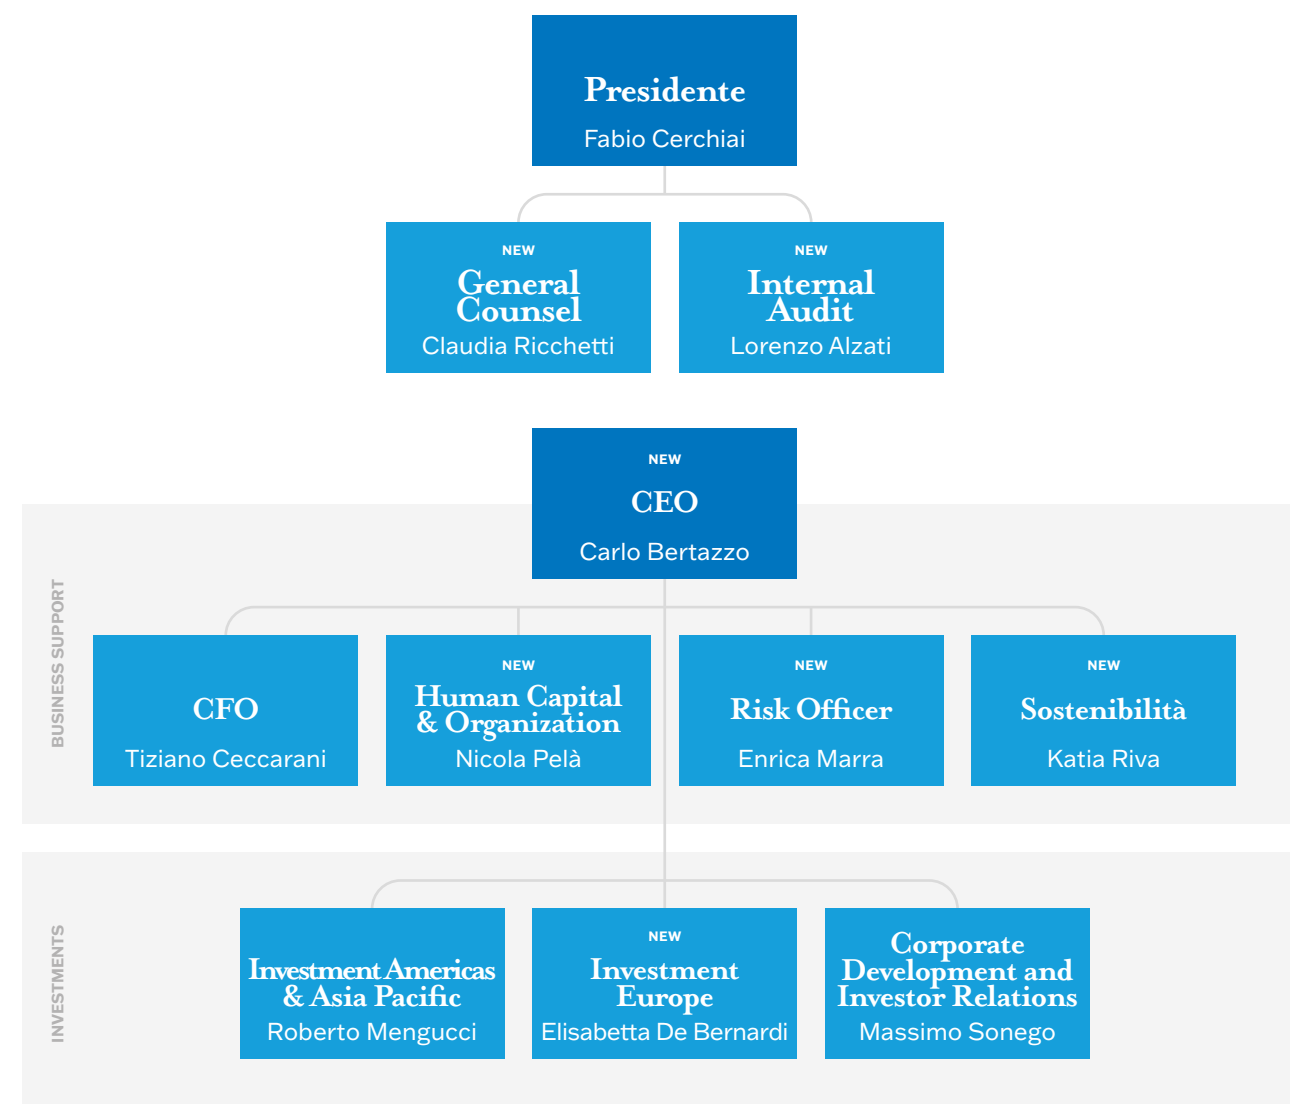 Presidente
Fabio Cerchiai
NEW
General
Counsel
Claudia Ricchetti
NEW
Internal
Audit
Lorenzo Alzati
NEW
CEO
Carlo Bertazzo
BUSINESS SUPPORT
CFO
Tiziano Ceccarani
NEW
Human Capital
& Organization
Nicola Pelà
NEW
Risk Officer
Enrica Marra
NEW
Sostenibilità
Katia Riva
INVESTMENTS
Investment Americas
& Asia Pacific
Roberto Mengucci
NEW
Investment
Europe
Elisabetta De Bernardi
Corporate
Development and
Investor Relations
Massimo Sonego